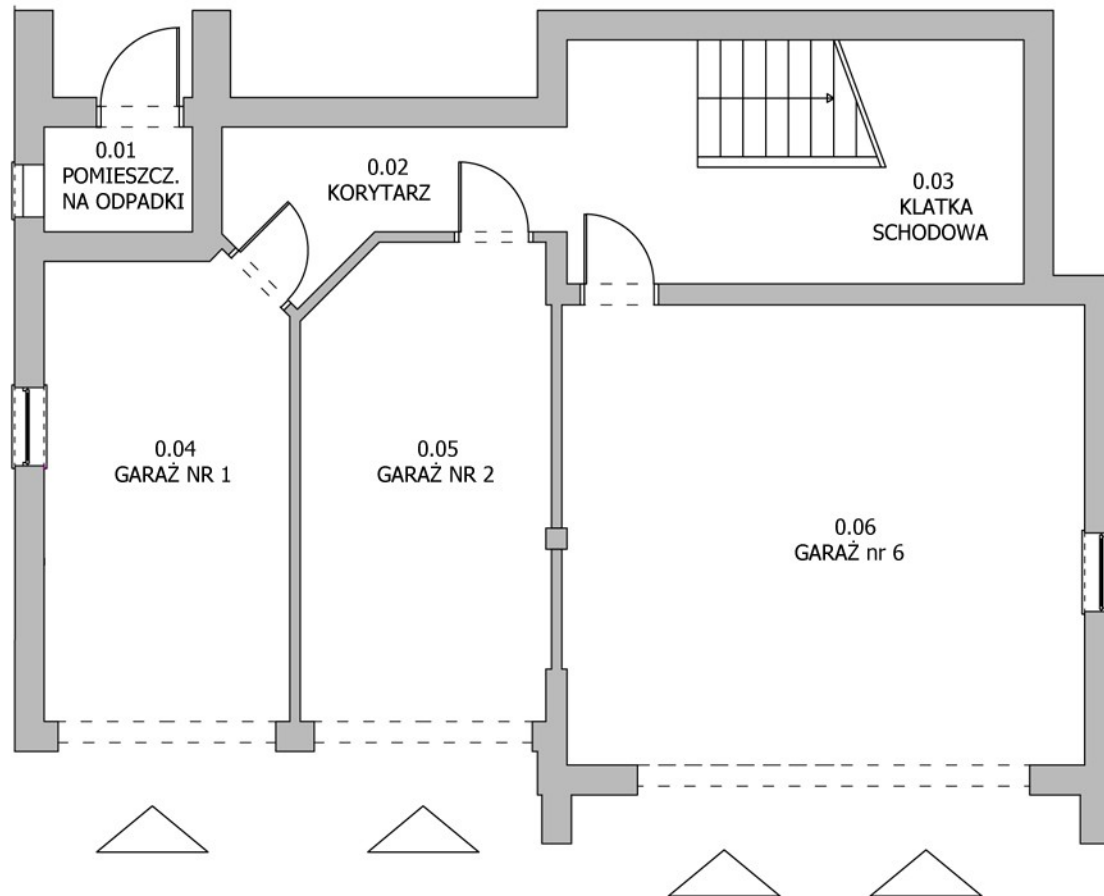 0.01
POMIESZCZ.
NA ODPADKI
0.02
KORYTARZ
0.03
KLATKA
SCHODOWA
0.04
GARAŻ NR 1
0.05
GARAŻ NR 2
0.06
GARAŻ nr 6